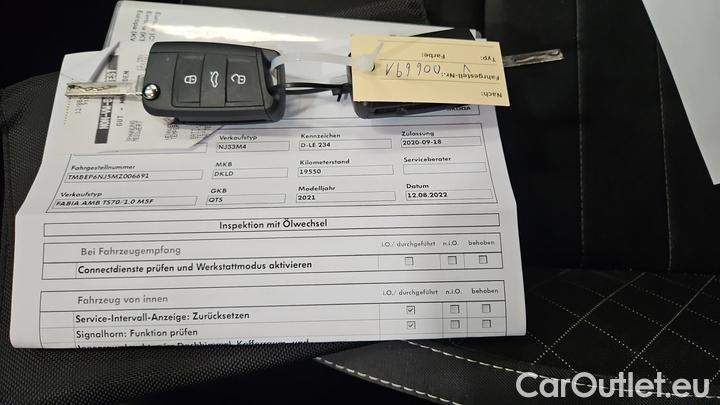 Nach:
Fahrgestell-Nr.: V 006691
Farbe:
Typ:
Verkaufstyp Kennzeichen Zulassung
NJ33M4 D-LE 234 2020-09-18
Fahrgestellnummer MKB Kilometerstand Serviceberater
TMBEP6NJ5MZ006691 DKLD 19550
Verkaufstyp GKB Modelljahr Datum
FABIA AMB TS70/1.0 M5F QTS 2021 12.06.2022
Inspektion mit Ölwechsel
Bei Fahrzeugempfang i.O./ durchgeführt n.i.O. behoben
Connectdienste prüfen und Werkstattmodus aktivieren
Fahrzeug von innen i.O./ durchgeführt n.i.O. behoben
Service-Intervall-Anzeige: Zurücksetzen
Signalhorn: Funktion prüfen
CarOutlet.eu